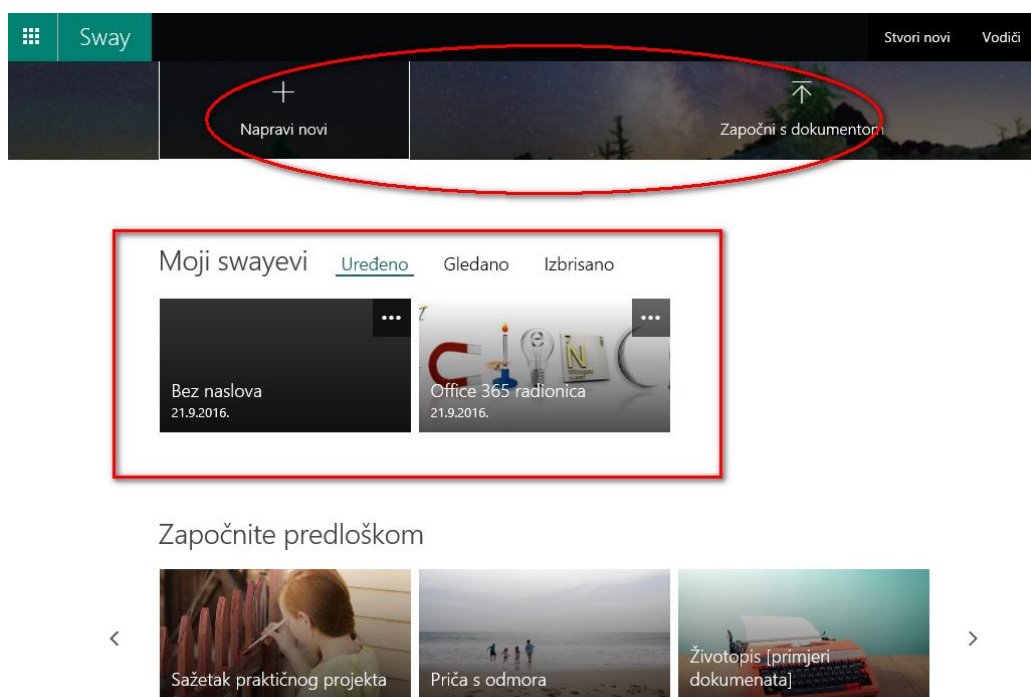 Sway
Stvori novi
Vodiči
Napravi novi
Započni s dokumentom
Moji swayevi
Uređeno
Gledano
Izbrisano
Bez naslova
21.9.2016.
Office 365 radionica
21.9.2016.
Započnite predloškom
Sažetak praktičnog projekta
Priča s odmora
Životopis [primjeri
dokumenata]